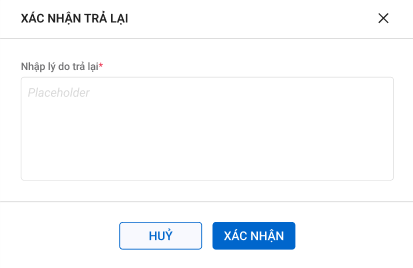 XÁC NHẬN TRẢ LẠI
Nhập lý do trả lại*
Placeholder
HUỶ
XÁC NHẬN